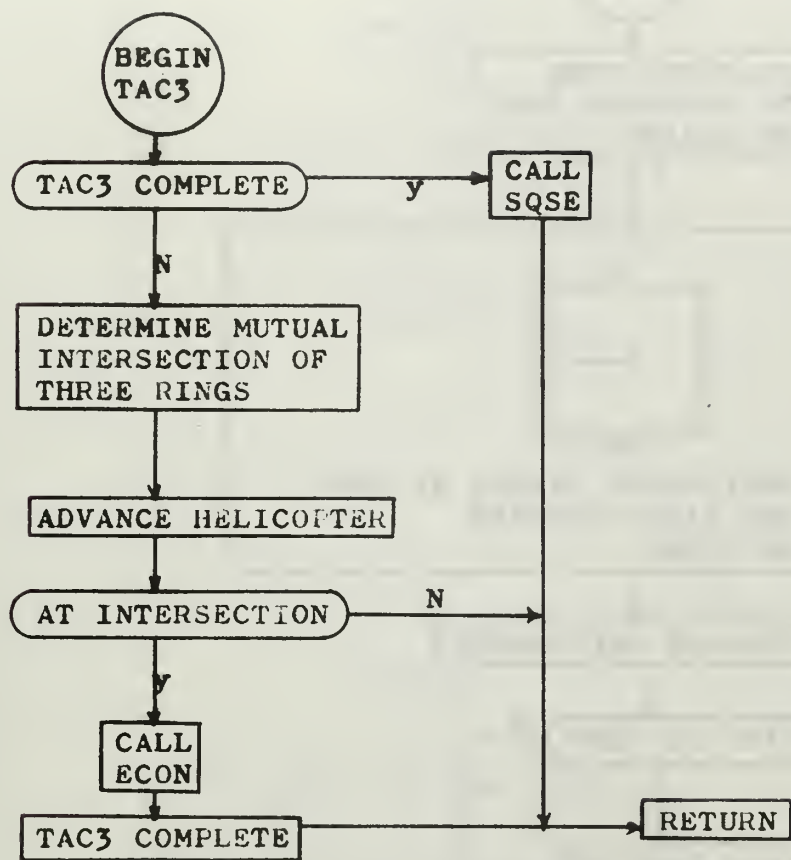 BEGIN
TAC3
TAC3 COMPLETE
y
CALL
SQSE
N
DETERMINE MUTUAL
INTERSECTION OF
THREE RINGS
ADVANCE HELICOPTER
AT INTERSECTION
N
y
CALL
ECON
TAC3 COMPLETE
RETURN